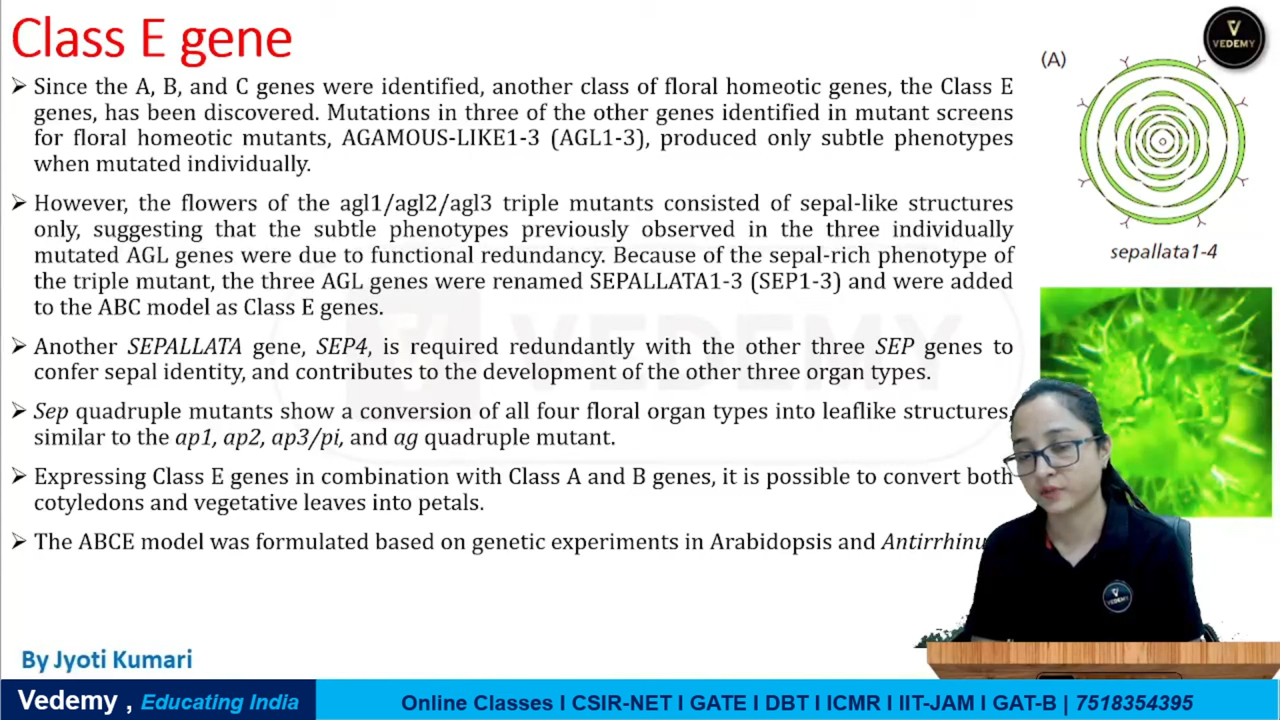 Class E gene
VEDEMY
(A)
➢ Since the A, B, and C genes were identified, another class of floral homeotic genes, the Class E
genes, has been discovered. Mutations in three of the other genes identified in mutant screens
for floral homeotic mutants, AGAMOUS-LIKE1-3 (AGL1-3), produced only subtle phenotypes
when mutated individually.
➢ However, the flowers of the agl1/agl2/agl3 triple mutants consisted of sepal-like structures
only, suggesting that the subtle phenotypes previously observed in the three individually
mutated AGL genes were due to functional redundancy. Because of the sepal-rich phenotype of
the triple mutant, the three AGL genes were renamed SEPALLATA1-3 (SEP1-3) and were added
to the ABC model as Class E genes.
sepallata1-4
➢ Another SEPALLATA gene, SEP4, is required redundantly with the other three SEP genes to
confer sepal identity, and contributes to the development of the other three organ types.
➢ Sep quadruple mutants show a conversion of all four floral organ types into leaflike structures,
similar to the ap1, ap2, ap3/pi, and ag quadruple mutant.
➢ Expressing Class E genes in combination with Class A and B genes, it is possible to convert both
cotyledons and vegetative leaves into petals.
➢ The ABCE model was formulated based on genetic experiments in Arabidopsis and Antirrhinu
VEDEMY
VEDEMY
By Jyoti Kumari
Vedemy , Educating India
Online Classes I CSIR-NET I GATE I DBT I ICMR I IIT-JAM I GAT-B | 7518354395